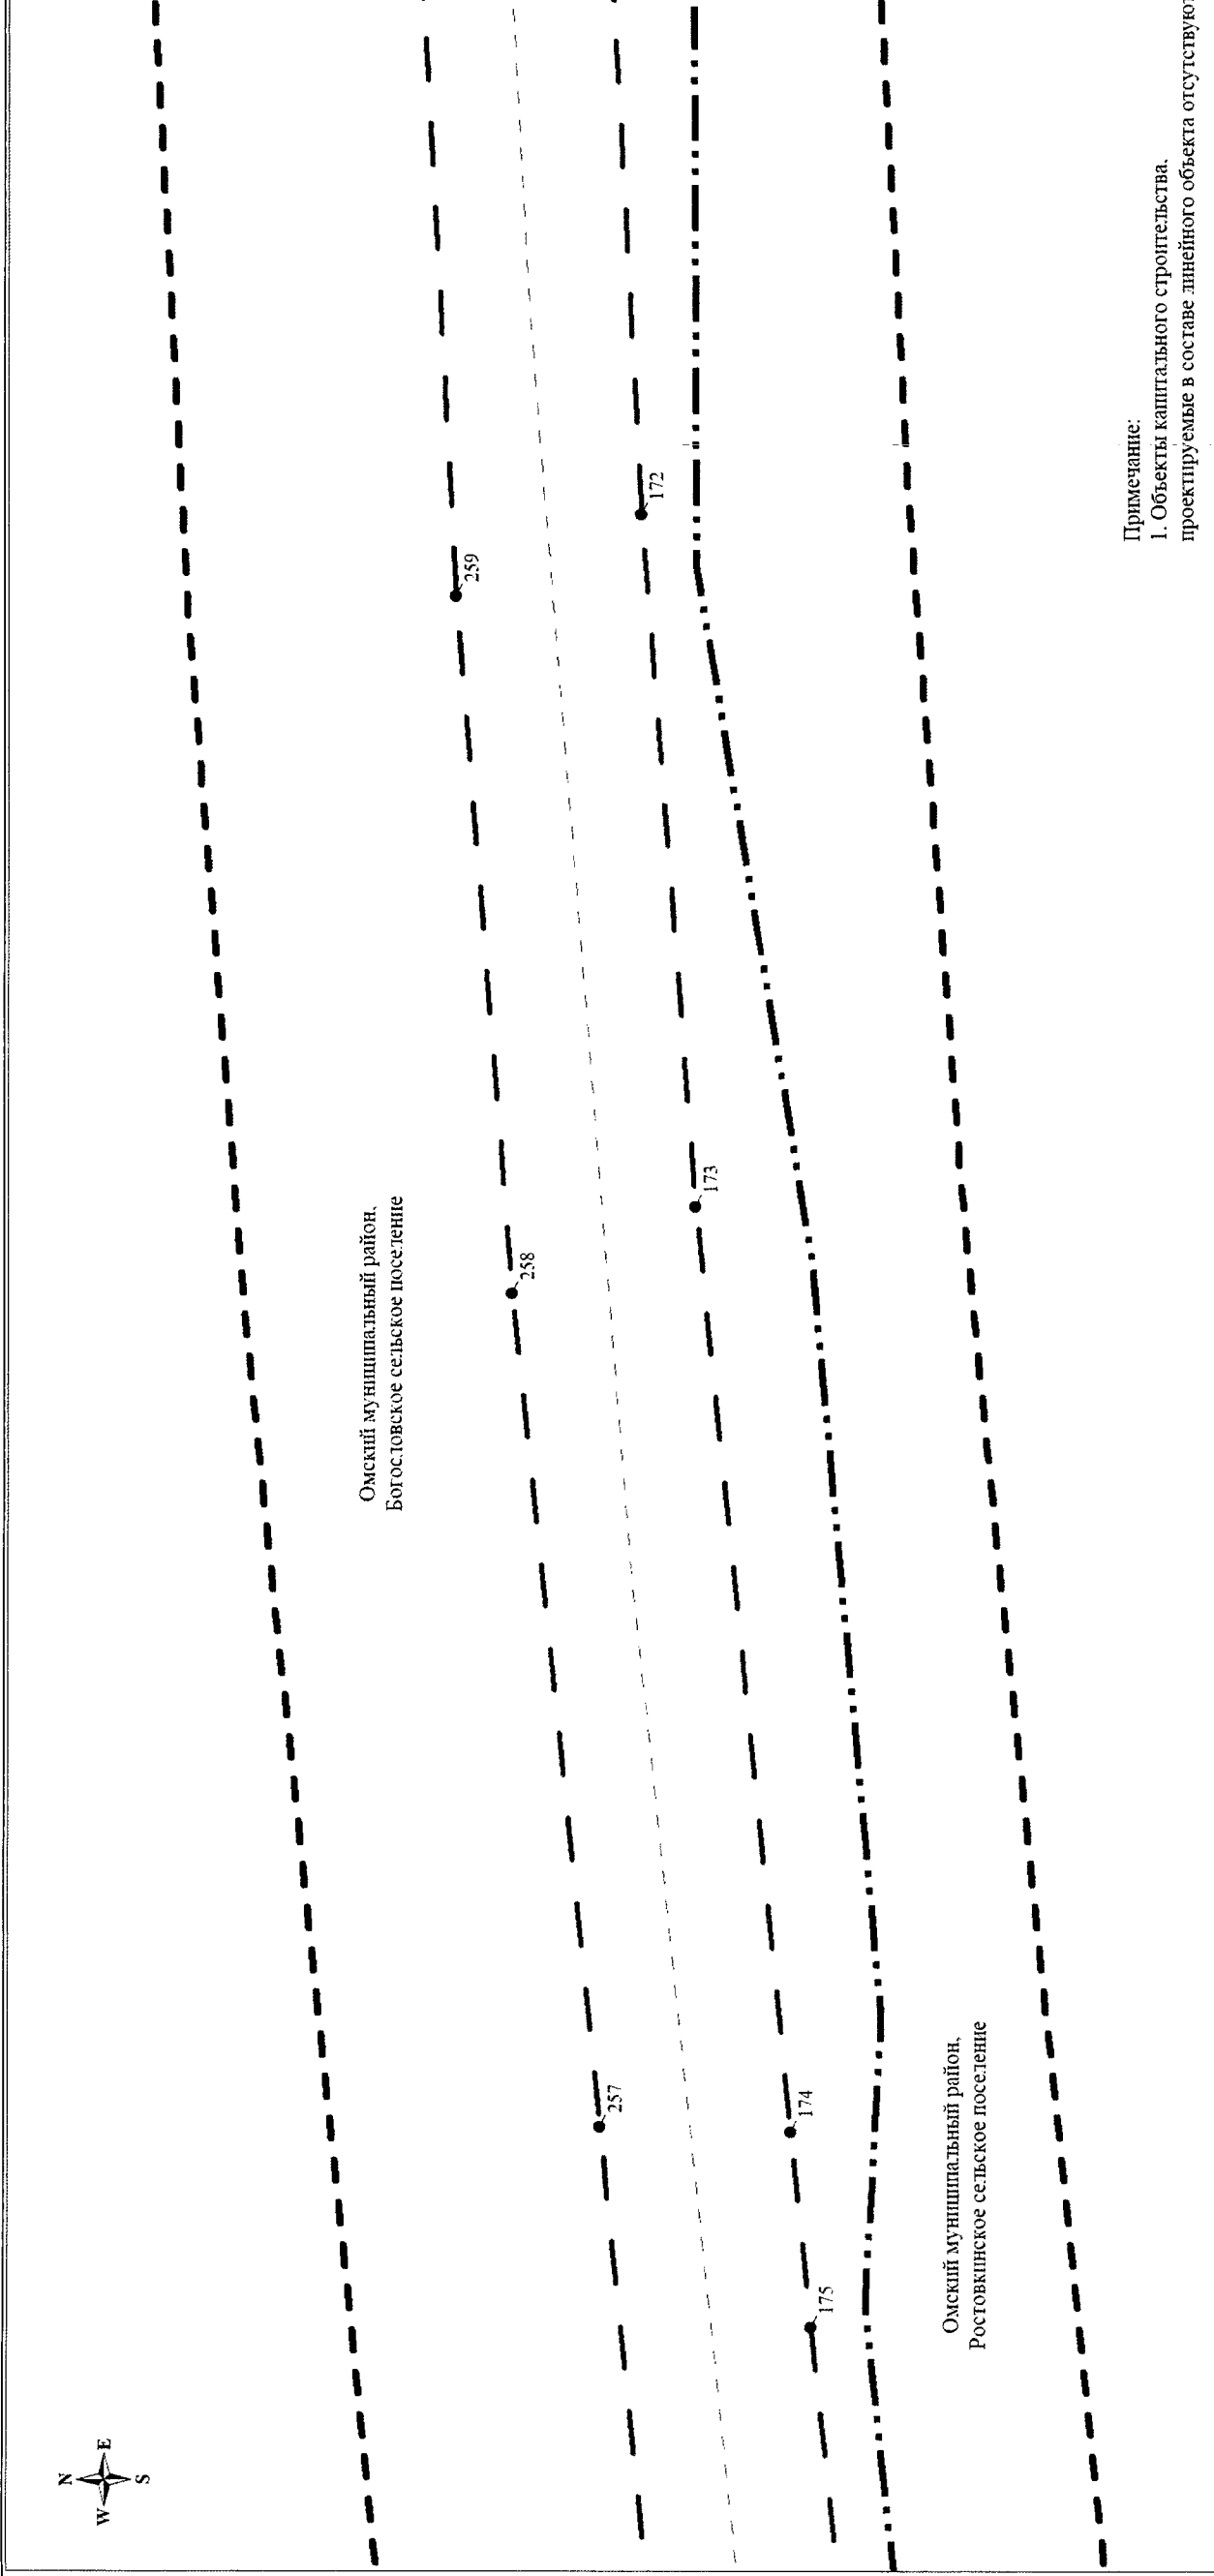 N
W E
S
Омский муниципальный район,
Богословское сельское поселение
259
258
257
172
173
174
175
Омский муниципальный район,
Ростовкинское сельское поселение
Примечание:
1. Объекты капитального строительства.
проектируемые в составе линейного объекта отсутствуют